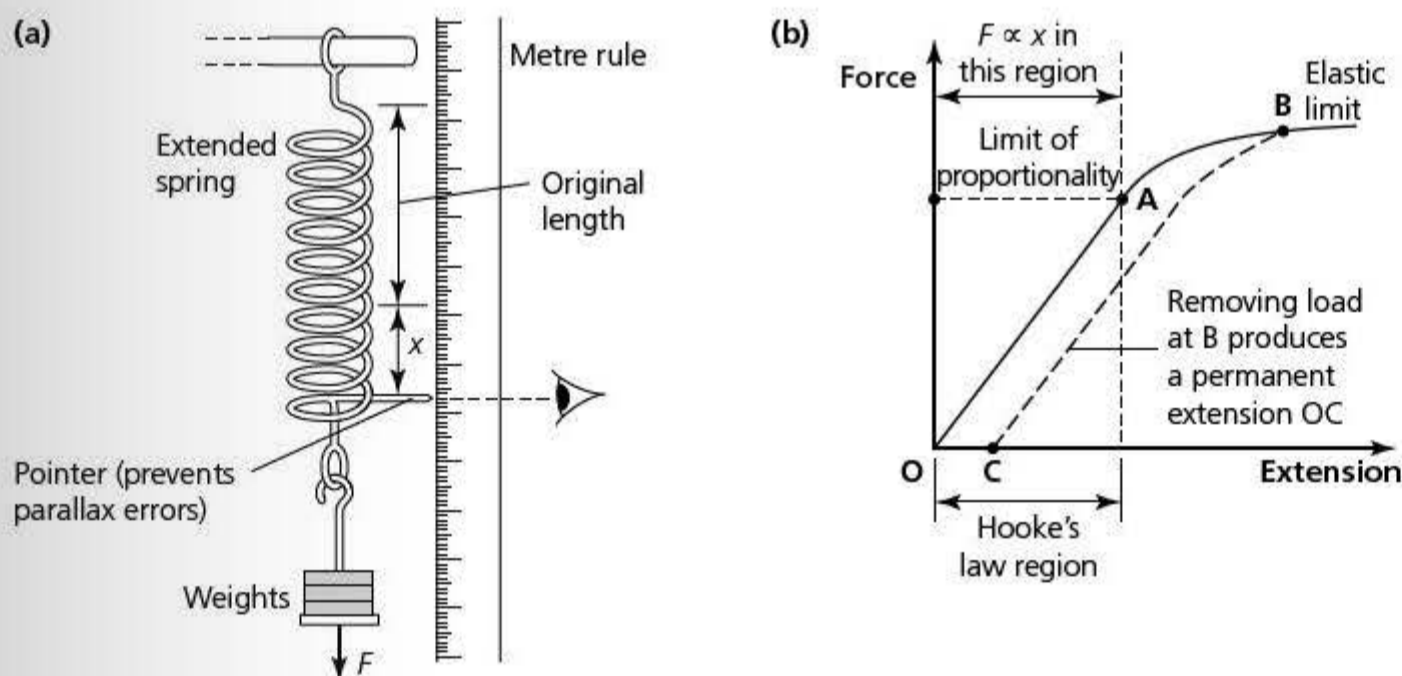 (a)
Metre rule
Extended
spring
Original
length
x
Pointer (prevents
parallax errors)
Weights
F
(b)
F ∝ x in
this region
Force
Elastic
limit
B
Limit of
proportionality
A
Removing load
at B produces
a permanent
extension OC
O
C
Extension
Hooke's
law region